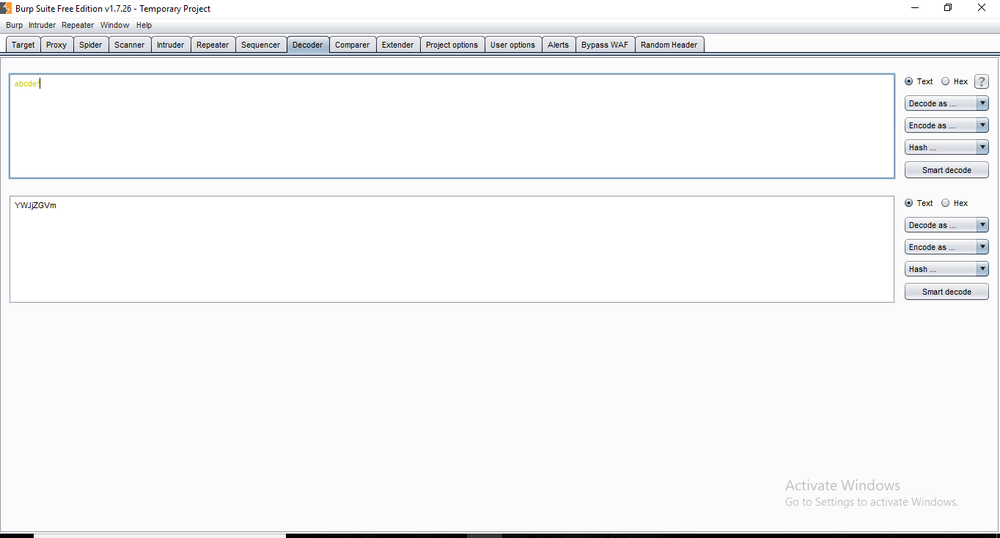 Burp Suite Free Edition v1.7.26 - Temporary Project
Burp Intruder Repeater Window Help
Target Proxy Spider Scanner Intruder Repeater Sequencer Decoder Comparer Extender Project options User options Alerts Bypass WAF Random Header
abcdef
Text Hex ?
Decode as ...
Encode as ...
Hash ...
Smart decode
YWJjZGVm
Text Hex
Decode as ...
Encode as ...
Hash ...
Smart decode
Activate Windows
Go to Settings to activate Windows.